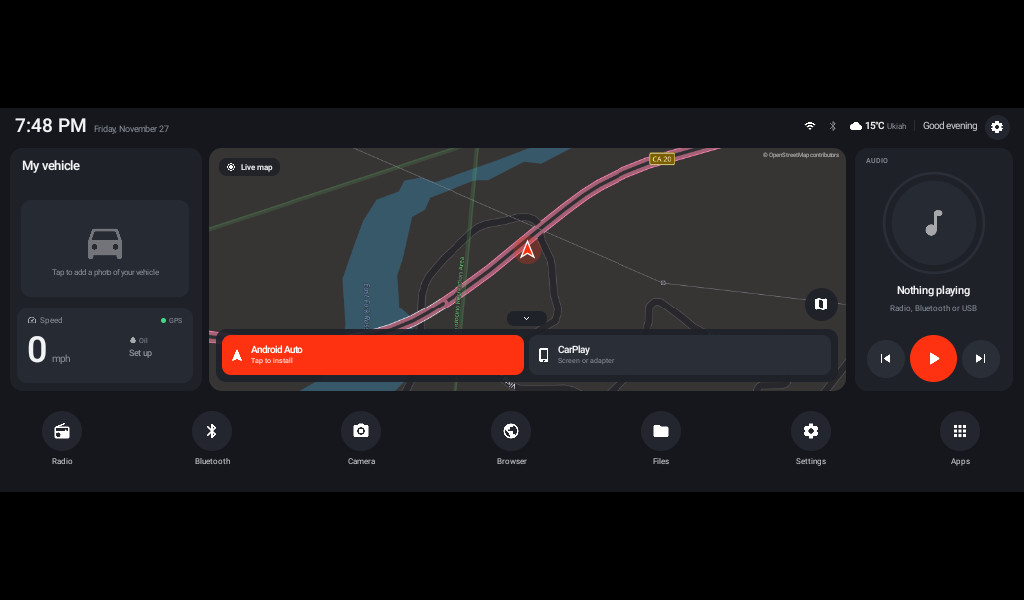 7:48 PM Friday, November 27
15°C Ukiah Good evening
My vehicle
Tap to add a photo of your vehicle
Speed GPS
0 mph
Oil
Set up
Live map
CA 20
© OpenStreetMap contributors
Android Auto
Tap to install
CarPlay
Screen or adapter
AUDIO
Nothing playing
Radio, Bluetooth or USB
Radio
Bluetooth
Camera
Browser
Files
Settings
Apps